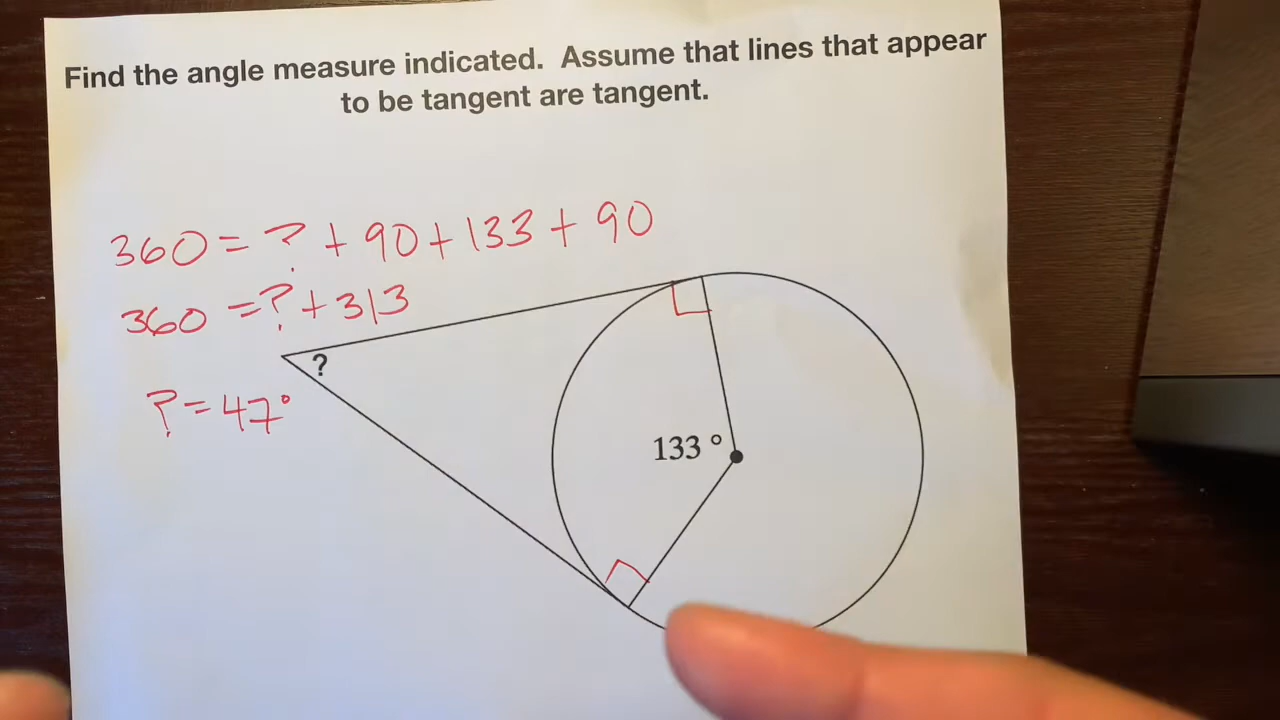 Find the angle measure indicated. Assume that lines that appear
to be tangent are tangent.
360 = ? + 90 + 133 + 90
360 = ? + 313
?
? = 47°
133 °